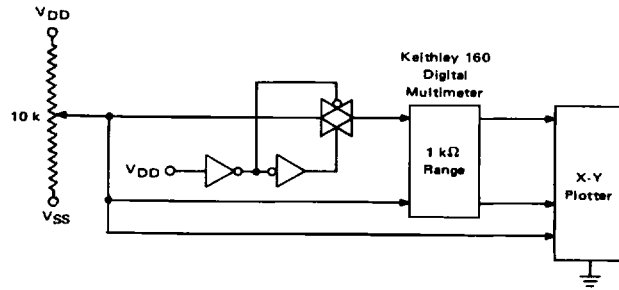 VDD
10 k
VSS
VDD
Keithley 160
Digital
Multimeter
1 kΩ
Range
X-Y
Plotter